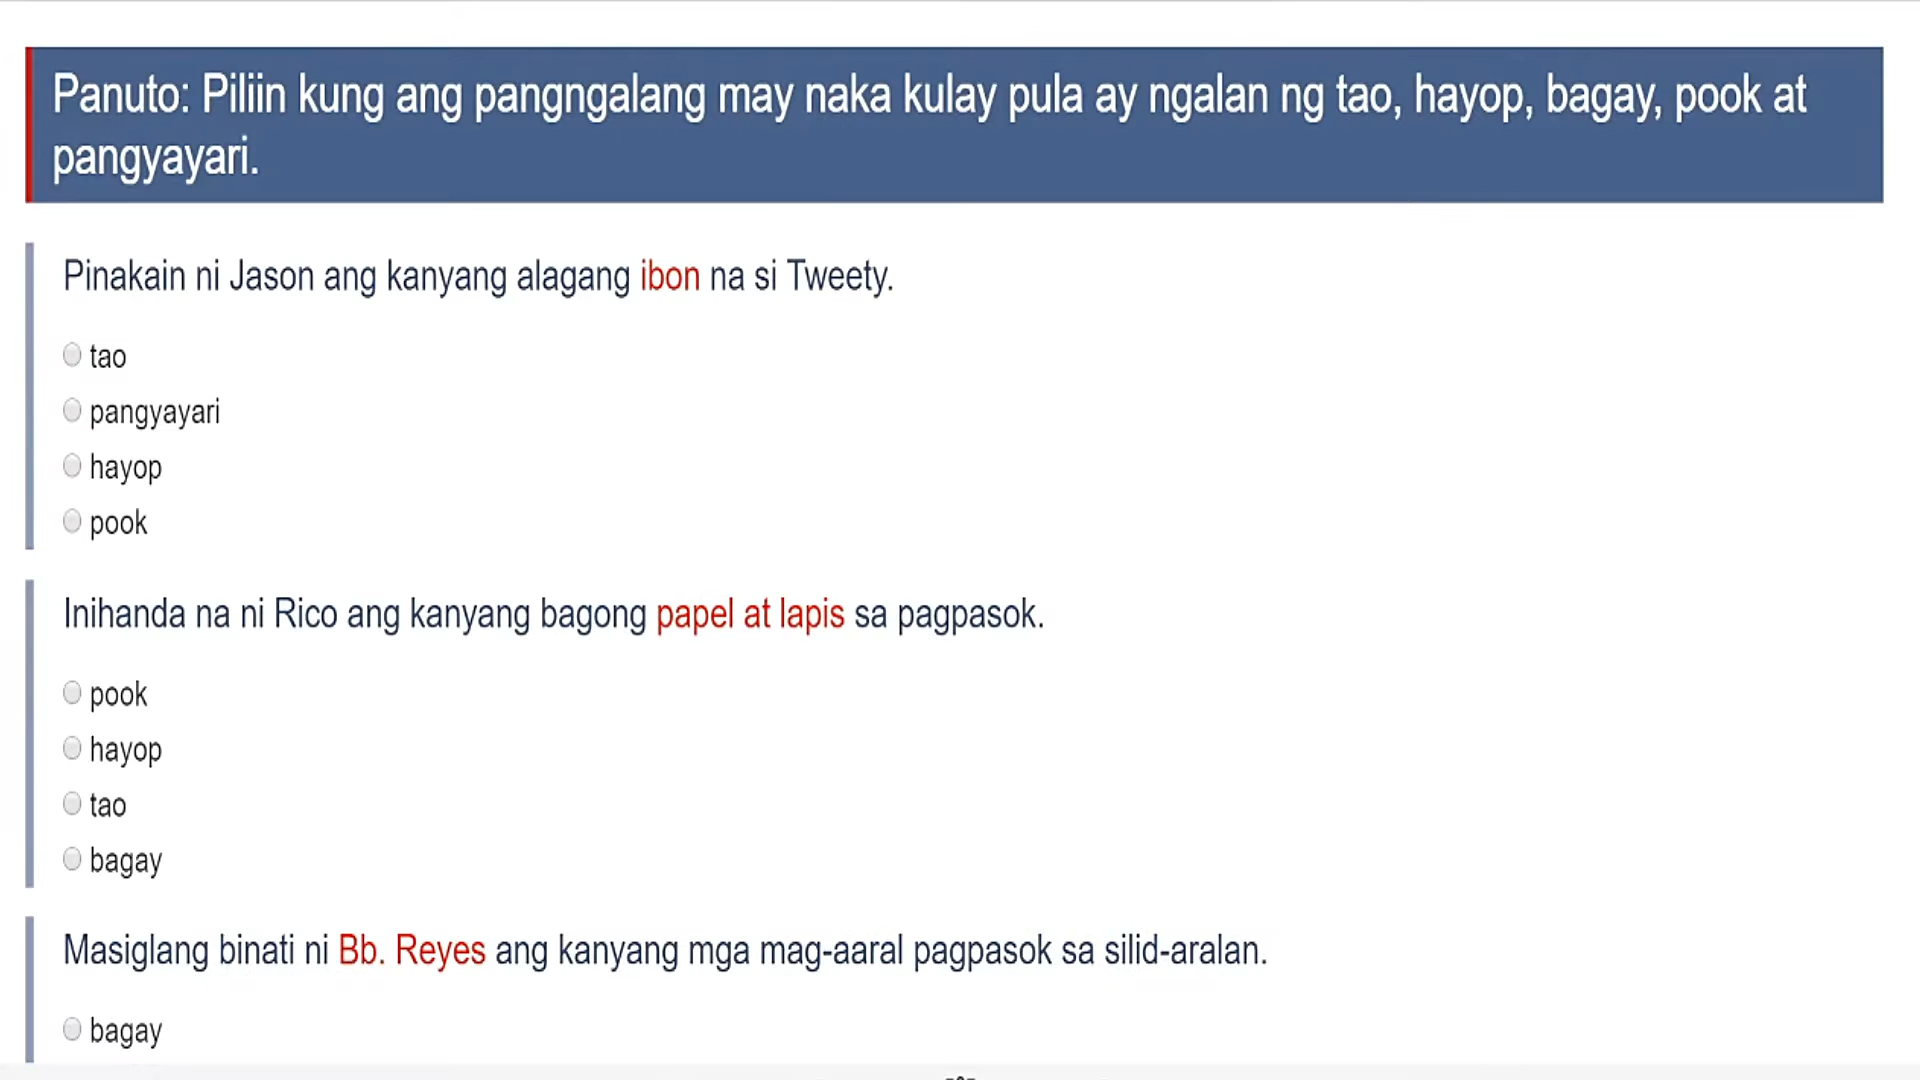 Panuto: Piliin kung ang pangngalang may naka kulay pula ay ngalan ng tao, hayop, bagay, pook at
pangyayari.
Pinakain ni Jason ang kanyang alagang ibon na si Tweety.
tao
pangyayari
hayop
pook
Inihanda na ni Rico ang kanyang bagong papel at lapis sa pagpasok.
pook
hayop
tao
bagay
Masiglang binati ni Bb. Reyes ang kanyang mga mag-aaral pagpasok sa silid-aralan.
bagay